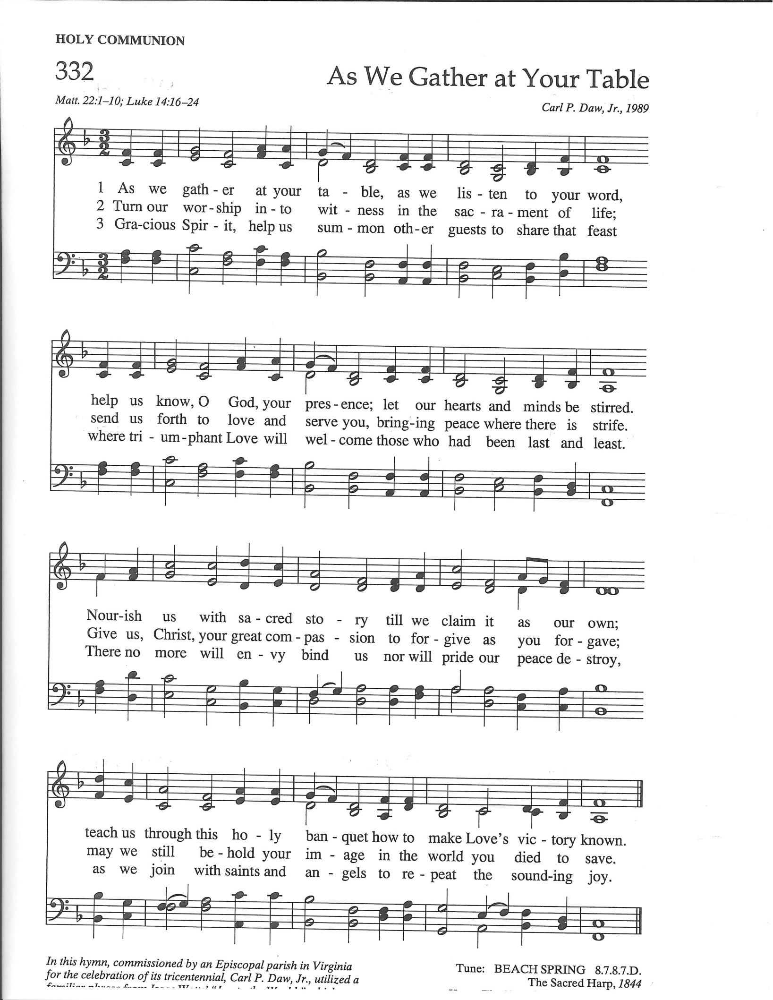 HOLY COMMUNION
332
As We Gather at Your Table
Matt. 22:1–10; Luke 14:16–24
Carl P. Daw, Jr., 1989
1 As we gath - er at your ta - ble, as we lis - ten to your word,
2 Turn our wor - ship in - to wit - ness in the sac - ra - ment of life;
3 Gra-cious Spir - it, help us sum - mon oth-er guests to share that feast
help us know, O God, your pres - ence; let our hearts and minds be stirred.
send us forth to love and serve you, bring-ing peace where there is strife.
where tri - um-phant Love will wel - come those who had been last and least.
Nour-ish us with sa - cred sto - ry till we claim it as our own;
Give us, Christ, your great com - pas - sion to for - give as you for - gave;
There no more will en - vy bind us nor will pride our peace de - stroy,
teach us through this ho - ly ban - quet how to make Love's vic - tory known.
may we still be - hold your im - age in the world you died to save.
as we join with saints and an - gels to re - peat the sound-ing joy.
In this hymn, commissioned by an Episcopal parish in Virginia
for the celebration of its tricentennial, Carl P. Daw, Jr., utilized a
Tune: BEACH SPRING 8.7.8.7.D.
The Sacred Harp, 1844